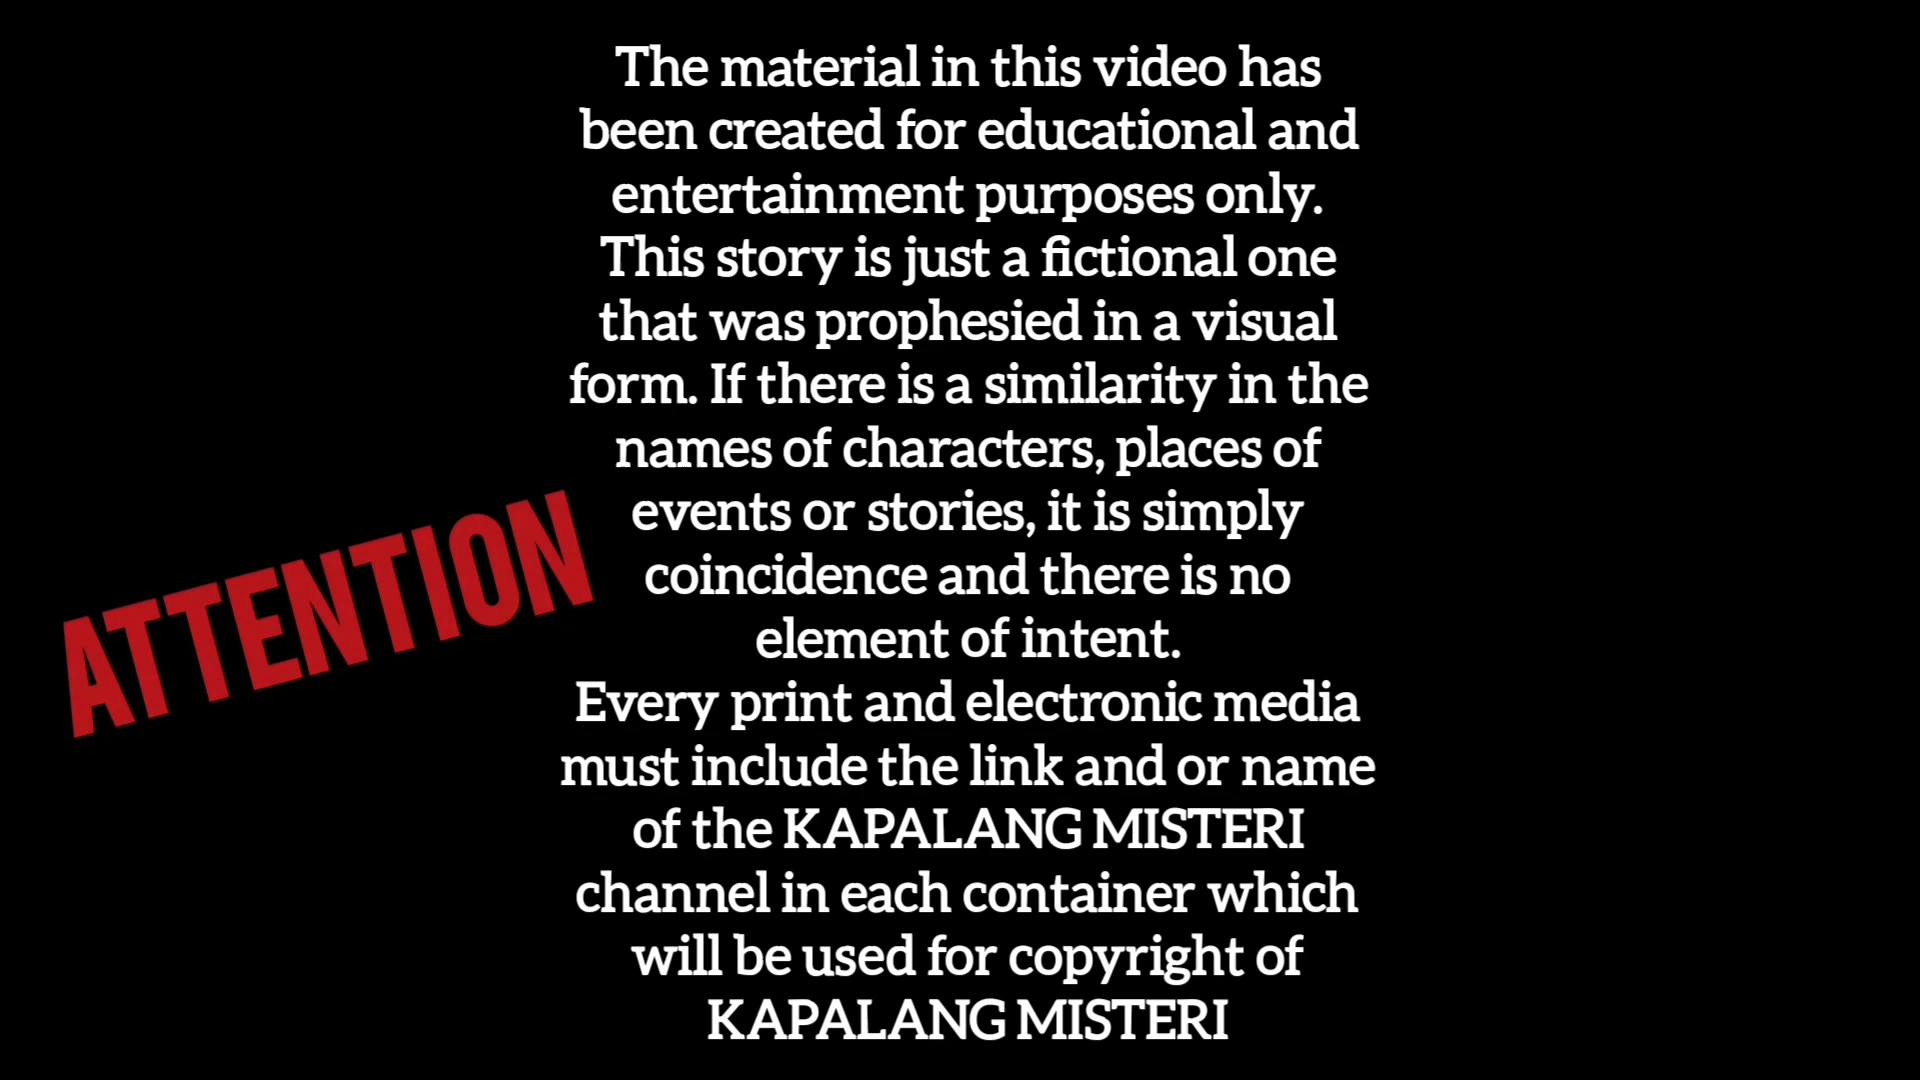 The material in this video has
been created for educational and
entertainment purposes only.
This story is just a fictional one
that was prophesied in a visual
form. If there is a similarity in the
names of characters, places of
events or stories, it is simply
coincidence and there is no
element of intent.
Every print and electronic media
must include the link and or name
of the KAPALANG MISTERI
channel in each container which
will be used for copyright of
KAPALANG MISTERI
ATTENTION